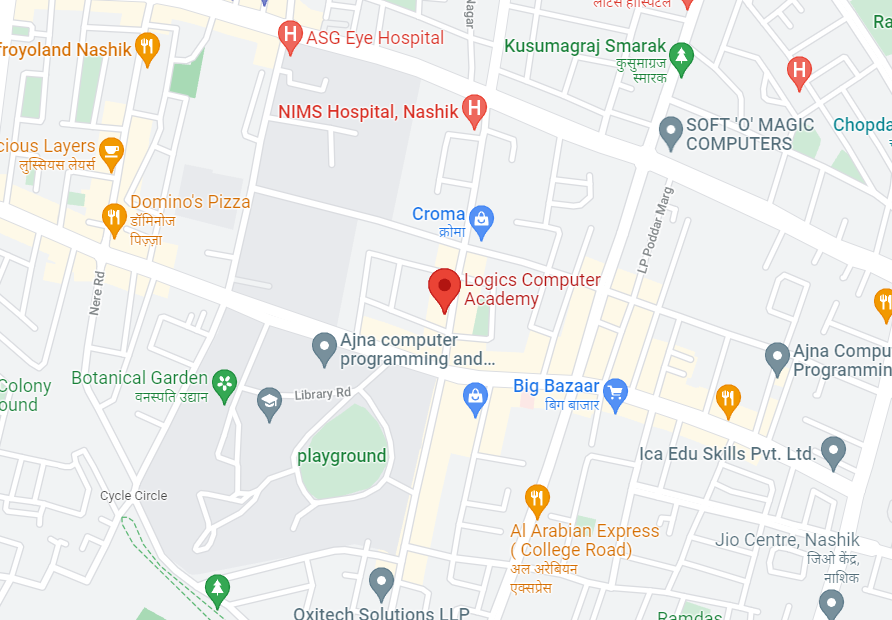 लोटस हॉस्पिटल
froyoland Nashik
ASG Eye Hospital
Nagar
Kusumagraj Smarak
कुसुमाग्रज
स्मारक
NIMS Hospital, Nashik
SOFT 'O' MAGIC
COMPUTERS
Chopda
cious Layers
लुस्सियस लेयर्स
Domino's Pizza
डॉमिनोज
पिज़्ज़ा
Croma
क्रोमा
LP Poddar Marg
Nere Rd
Logics Computer
Academy
Ajna computer
programming and...
Ajna Compu
Programmin
Botanical Garden
वनस्पति उद्यान
Colony
ound
Library Rd
Big Bazaar
बिग बाजार
playground
Ica Edu Skills Pvt. Ltd.
Cycle Circle
Al Arabian Express
( College Road)
अल अरेबियन
एक्सप्रेस
Jio Centre, Nashik
जिओ केंद्र,
नाशिक
Oxitech Solutions LLP
Ramdas